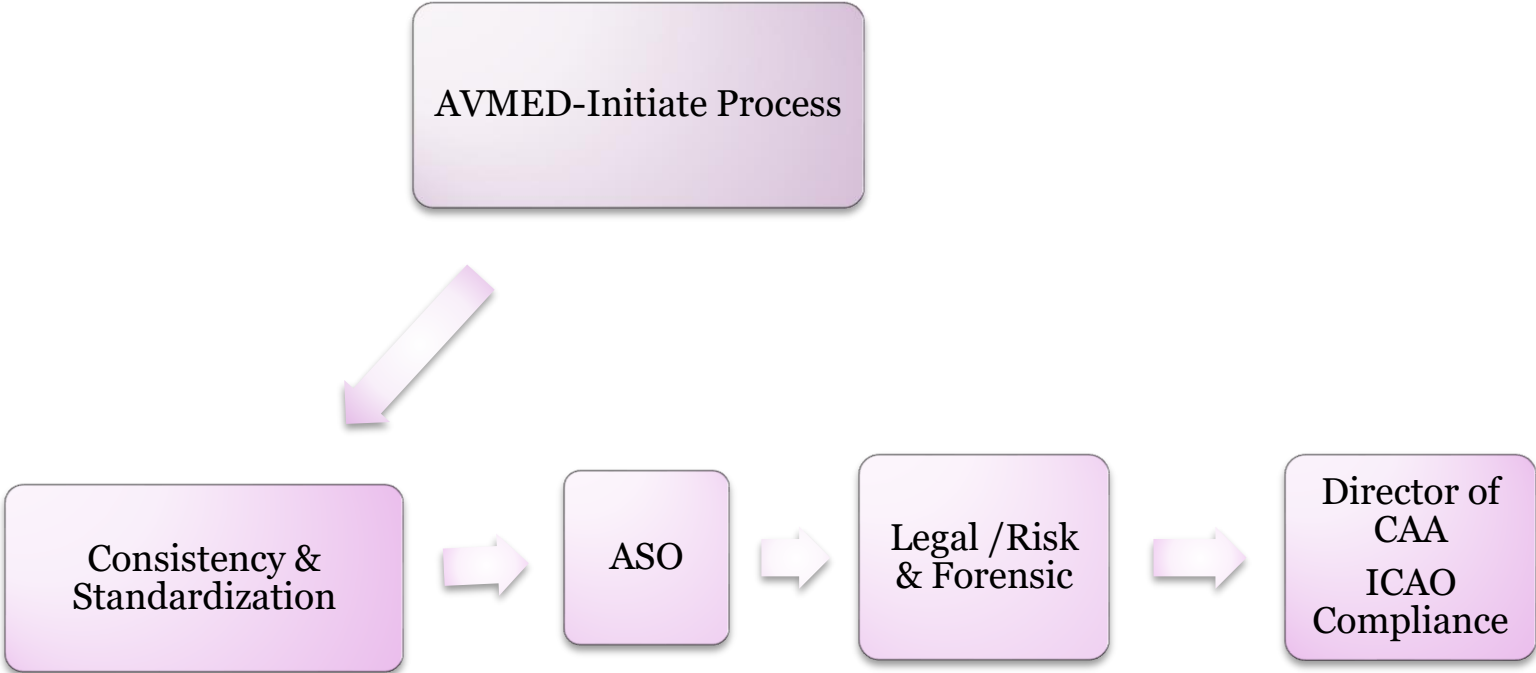 AVMED-Initiate Process
Consistency &
Standardization
ASO
Legal /Risk
& Forensic
Director of
CAA
ICAO
Compliance